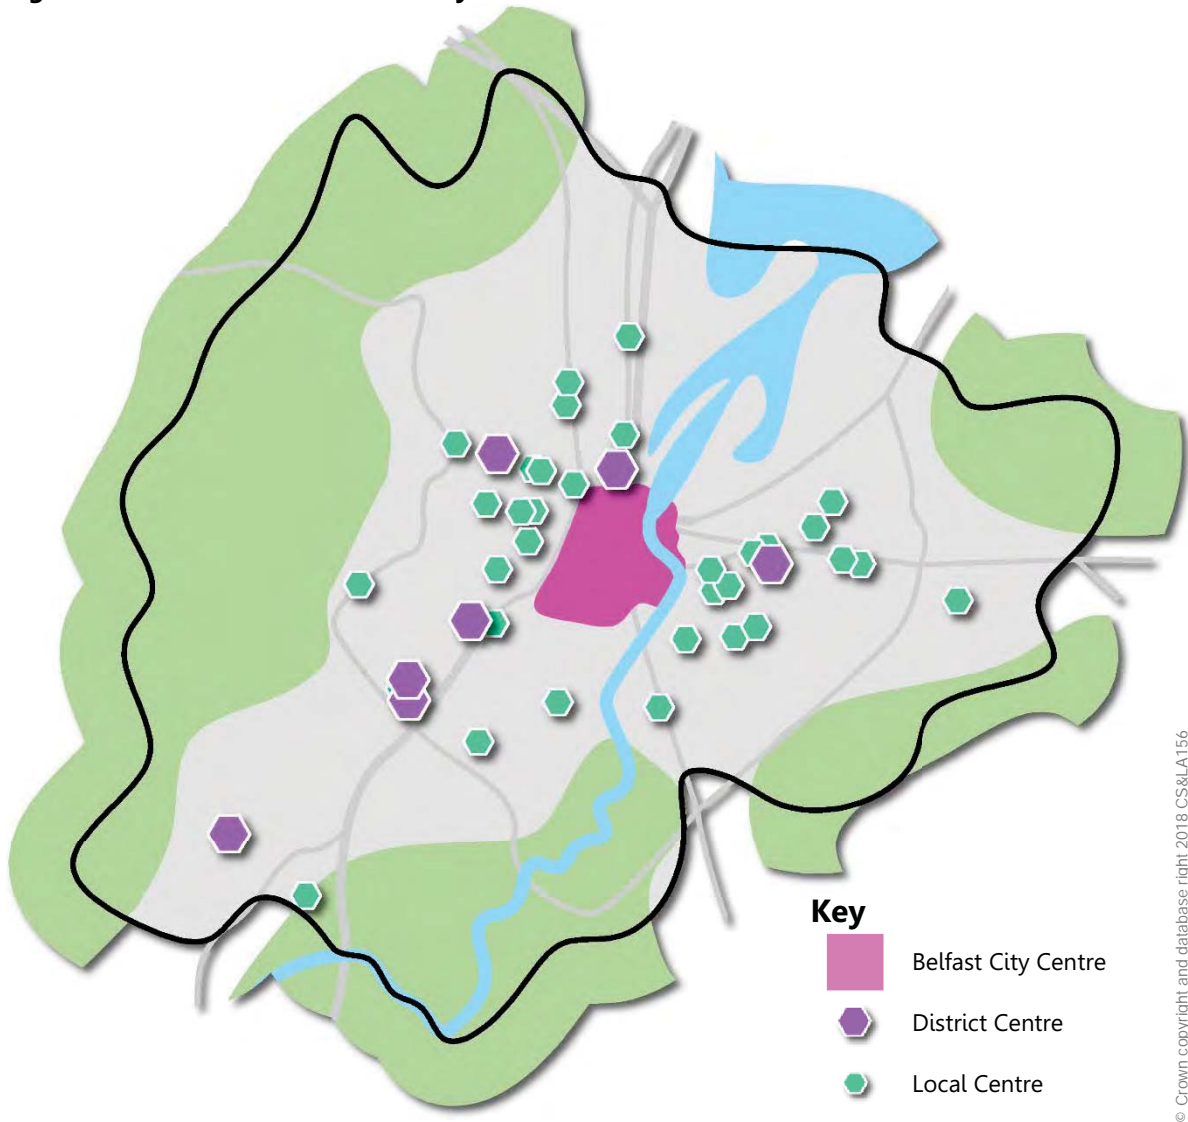 Key
Belfast City Centre
District Centre
Local Centre
© Crown copyright and database right 2018 CS&LA156